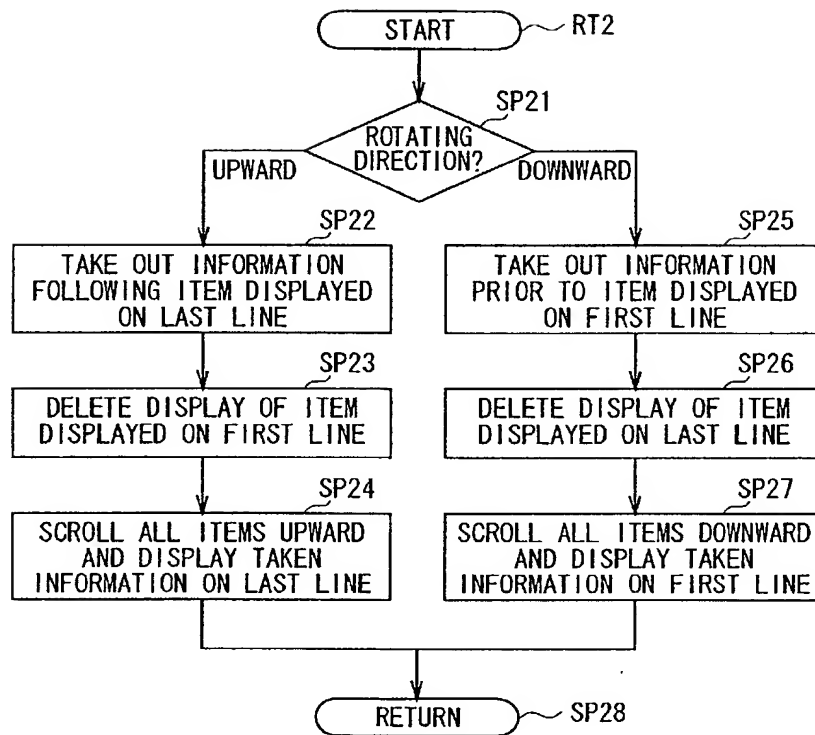 START
RT2
SP21
ROTATING
DIRECTION?
UPWARD
DOWNWARD
SP22
TAKE OUT INFORMATION
FOLLOWING ITEM DISPLAYED
ON LAST LINE
SP23
DELETE DISPLAY OF ITEM
DISPLAYED ON FIRST LINE
SP24
SCROLL ALL ITEMS UPWARD
AND DISPLAY TAKEN
INFORMATION ON LAST LINE
SP25
TAKE OUT INFORMATION
PRIOR TO ITEM DISPLAYED
ON FIRST LINE
SP26
DELETE DISPLAY OF ITEM
DISPLAYED ON LAST LINE
SP27
SCROLL ALL ITEMS DOWNWARD
AND DISPLAY TAKEN
INFORMATION ON FIRST LINE
RETURN
SP28